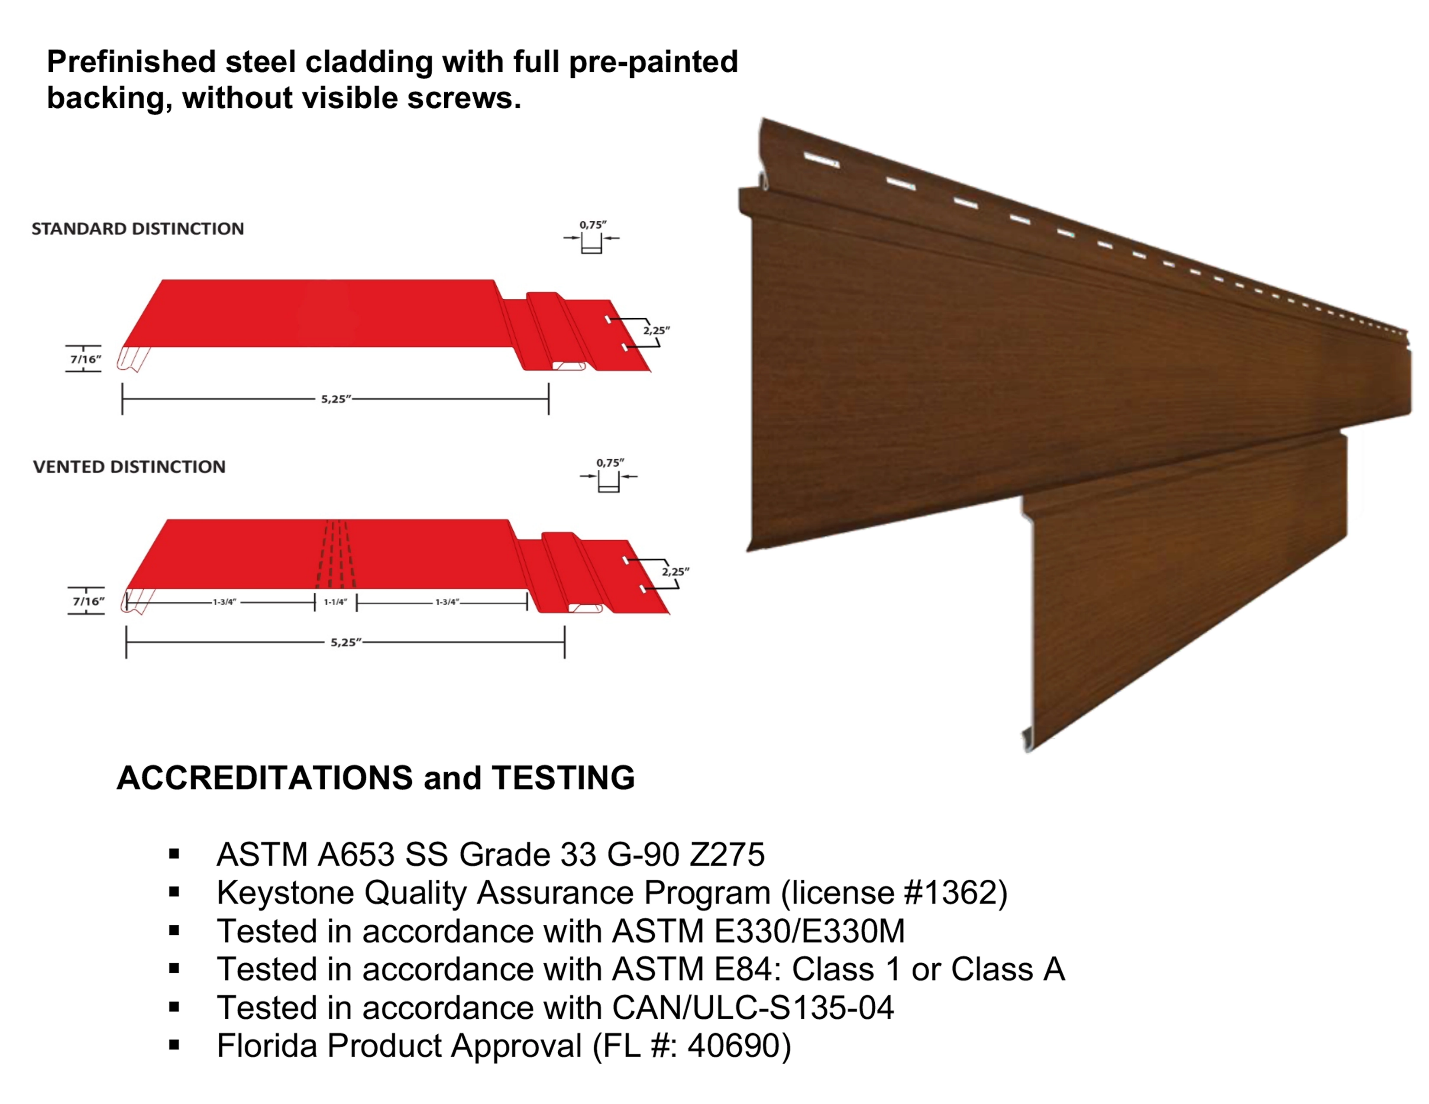 Prefinished steel cladding with full pre-painted
backing, without visible screws.
STANDARD DISTINCTION
0,75"
2,25"
7/16"
5,25"
VENTED DISTINCTION
0,75"
2,25"
7/16"
1-3/4"
1-1/4"
1-3/4"
5,25"
ACCREDITATIONS and TESTING
▪ ASTM A653 SS Grade 33 G-90 Z275
▪ Keystone Quality Assurance Program (license #1362)
▪ Tested in accordance with ASTM E330/E330M
▪ Tested in accordance with ASTM E84: Class 1 or Class A
▪ Tested in accordance with CAN/ULC-S135-04
▪ Florida Product Approval (FL #: 40690)